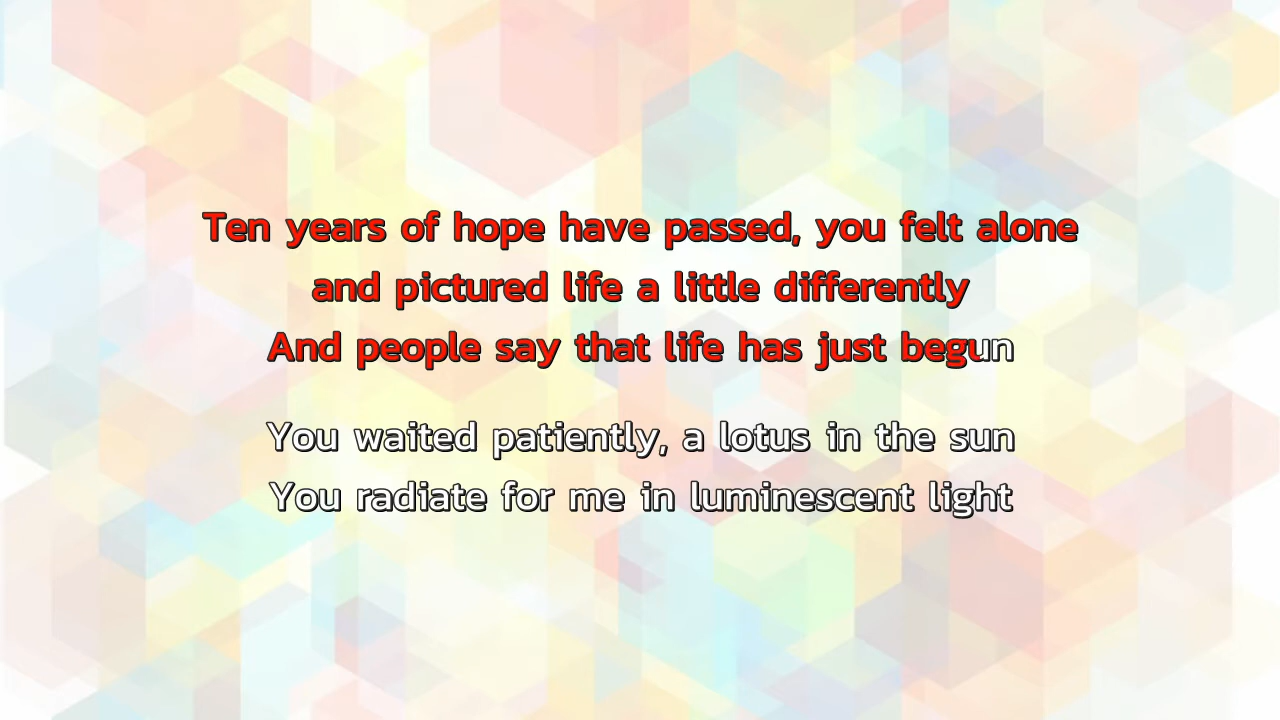 Ten years of hope have passed, you felt alone
and pictured life a little differently
And people say that life has just begun
You waited patiently, a lotus in the sun
You radiate for me in luminescent light